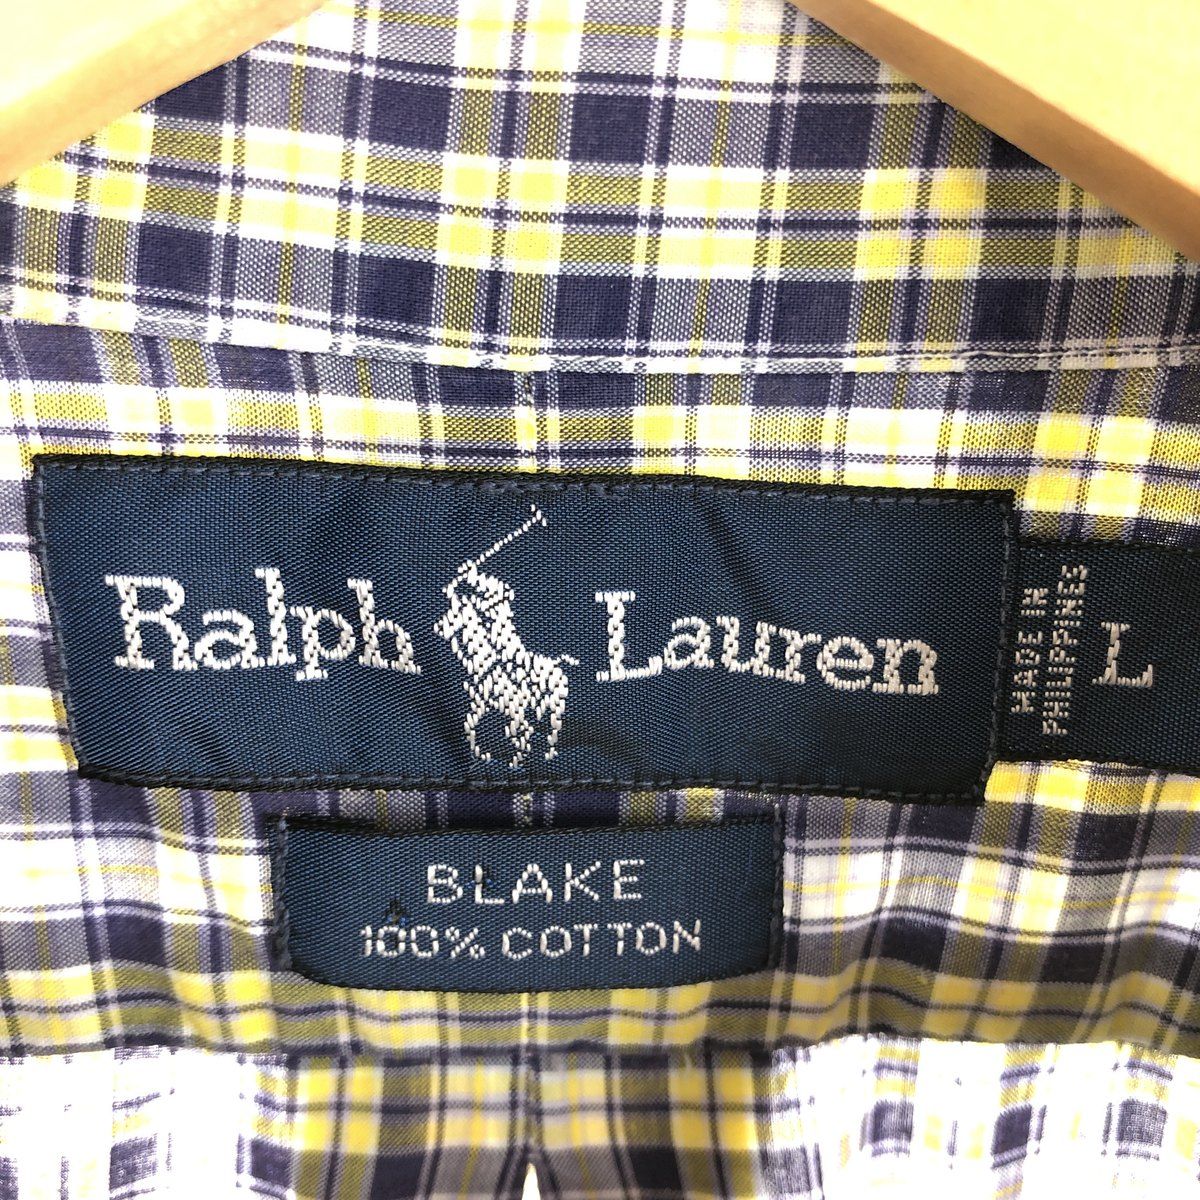 Ralph Lauren
MADE IN
PHILIPPINES
L
BLAKE
100% COTTON